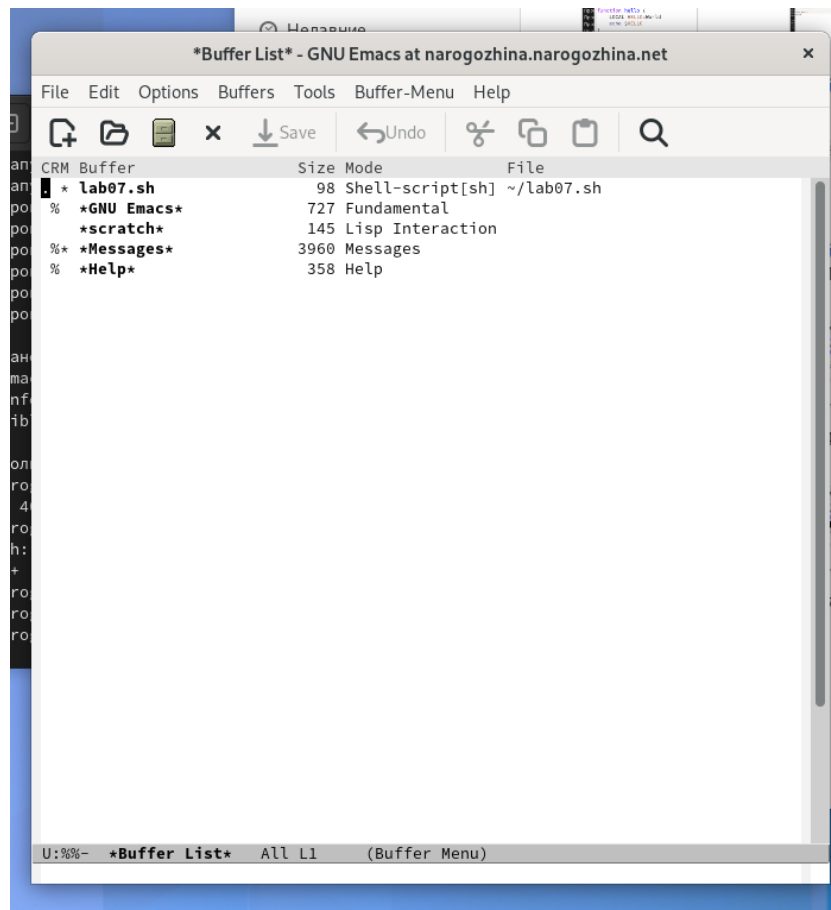 Недавние
*Buffer List* - GNU Emacs at narogozhina.narogozhina.net
File Edit Options Buffers Tools Buffer-Menu Help
Save Undo
CRM Buffer Size Mode File
. * lab07.sh 98 Shell-script[sh] ~/lab07.sh
% *GNU Emacs* 727 Fundamental
*scratch* 145 Lisp Interaction
%* *Messages* 3960 Messages
% *Help* 358 Help
U:%%- *Buffer List* All L1 (Buffer Menu)